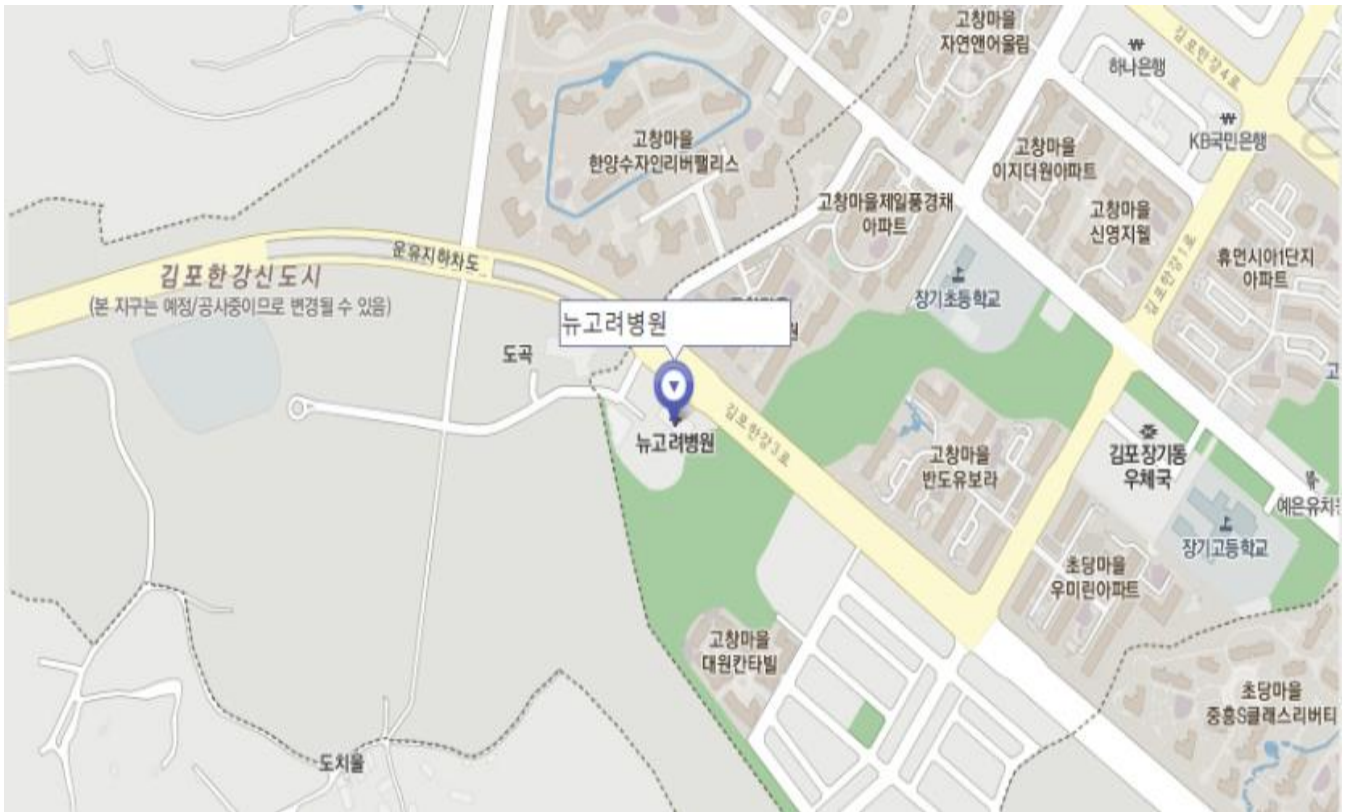 고창마을
자연앤어울림
₩
하나은행
김포한강4로
₩
KB국민은행
고창마을
한양수자인리버팰리스
고창마을
이지더원아파트
고창마을제일풍경채
아파트
고창마을
신영지웰
김포한강1로
휴먼시아1단지
아파트
운유지하차도
김포한강신도시
(본 지구는 예정/공사중이므로 변경될 수 있음)
장기초등학교
뉴고려병원
도곡
뉴고려병원
김포한강3로
고창마을
반도유보라
김포장기동
우체국
예은유치
장기고등학교
초당마을
우미린아파트
고창마을
대원칸타빌
초당마을
중흥S클래스리버티
도치울